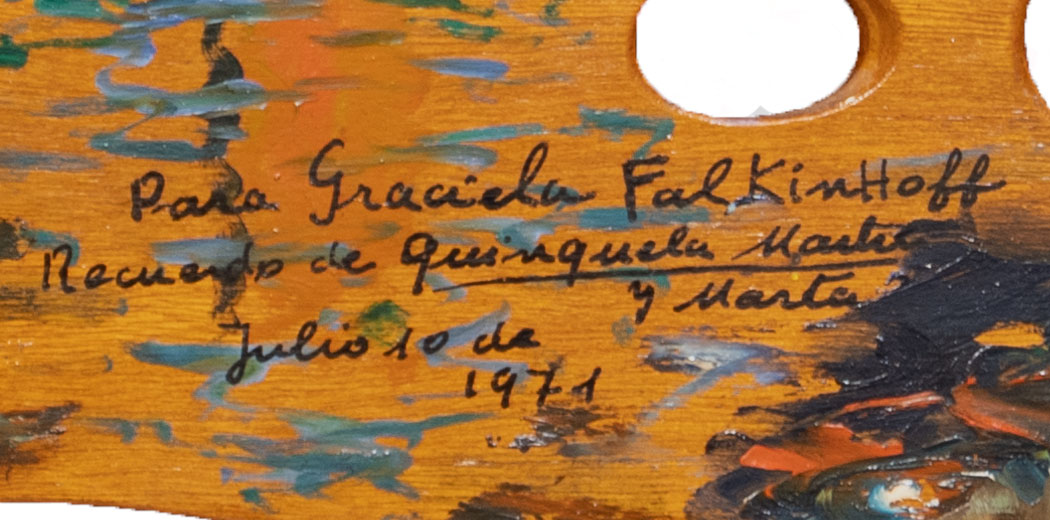 Para Graciela FalKinHoff
Recuerdo de Quinquela Martin
y Marta
Julio 10 de
1971